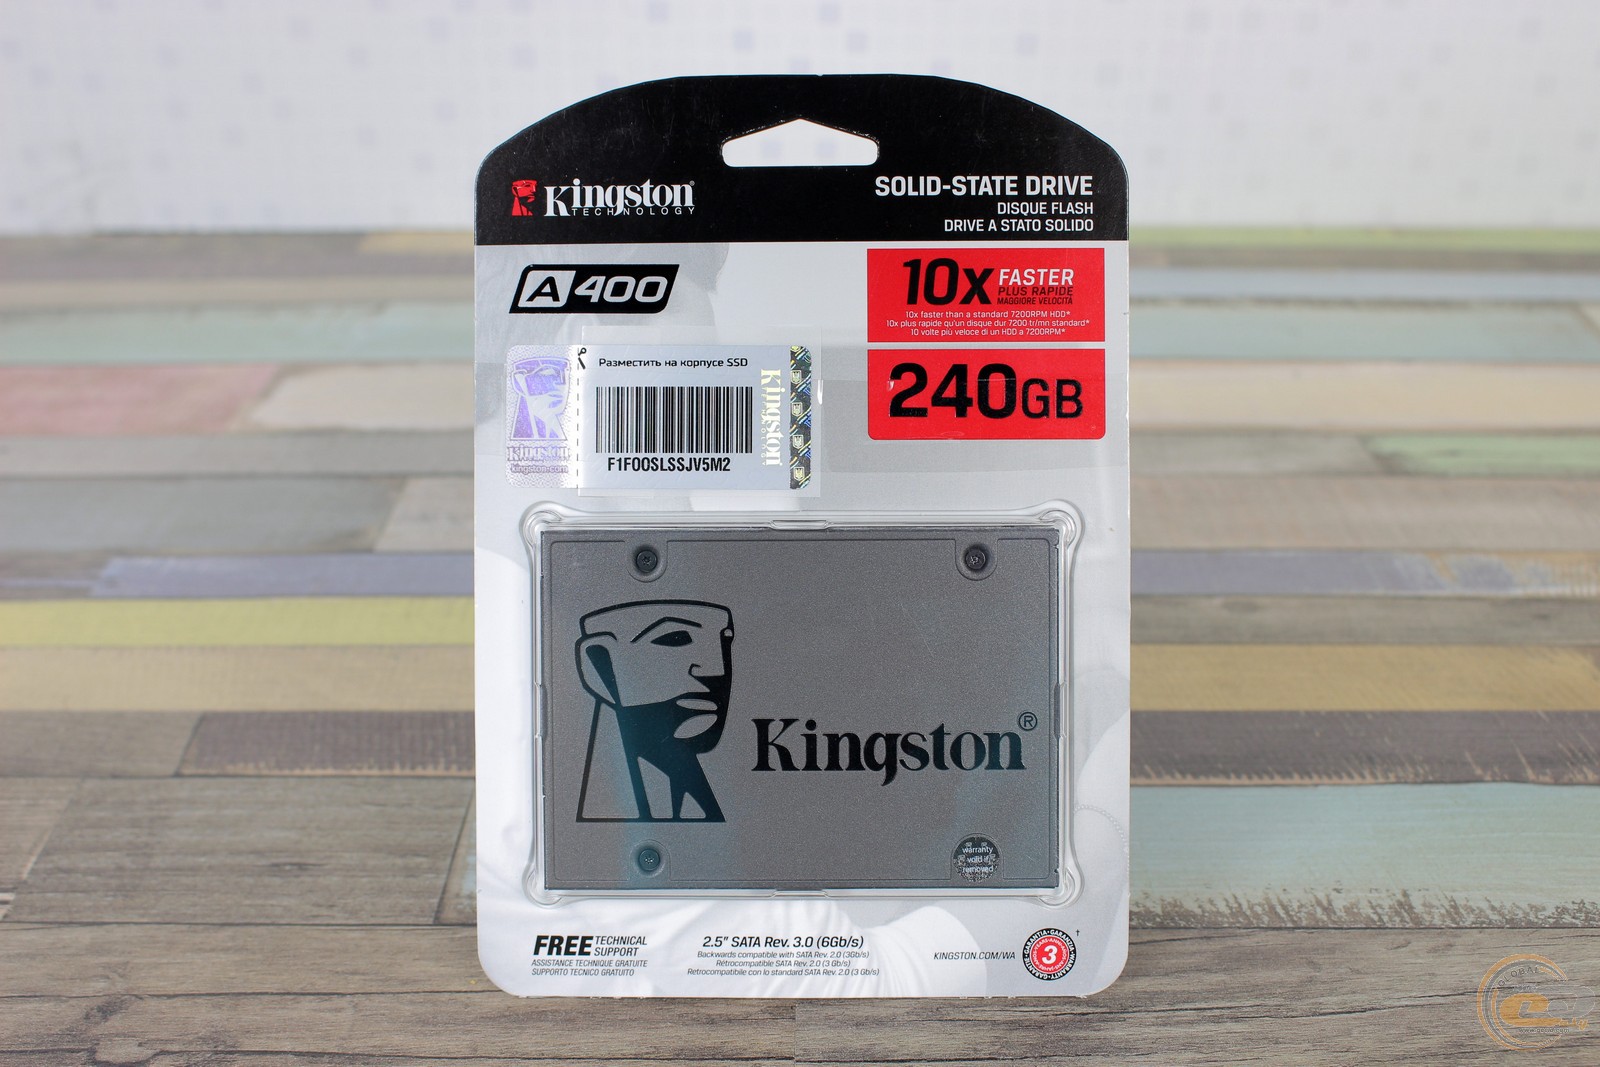 Kingston
TECHNOLOGY
SOLID-STATE DRIVE
DISQUE FLASH
DRIVE A STATO SOLIDO
A400
10x FASTER
PLUS RAPIDE
MAGGIORE VELOCITÀ
10x faster than a standard 7200RPM HDD*
10x plus rapide qu'un disque dur 7200 tr/mn standard*
10 volte più veloce di un HDD a 7200RPM*
240GB
Разместить на корпусе SSD
F1F00SLSSJV5M2
Kingston
Kingston
kingston.com
Kingston®
warranty
void if
removed
FREE TECHNICAL
SUPPORT
ASSISTANCE TECHNIQUE GRATUITE
SUPPORTO TECNICO GRATUITO
2.5" SATA Rev. 3.0 (6Gb/s)
Backwards compatible with SATA Rev. 2.0 (3Gb/s)
Rétrocompatible SATA Rev. 2.0 (3 Gb/s)
Retrocompatibile con lo standard SATA Rev. 2.0 (3 Gb/s)
KINGSTON.COM/WA
3
†
GLOBAL